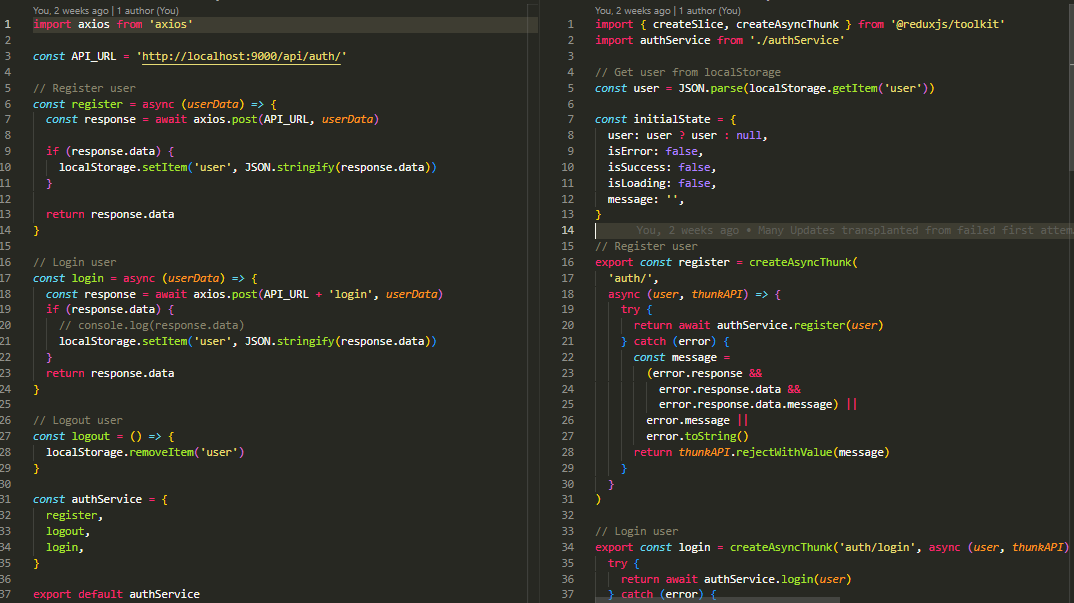 You, 2 weeks ago | 1 author (You)
1 import axios from 'axios'
2
3 const API_URL = 'http://localhost:9000/api/auth/'
4
5 // Register user
6 const register = async (userData) => {
7 const response = await axios.post(API_URL, userData)
8
9 if (response.data) {
10 localStorage.setItem('user', JSON.stringify(response.data))
11 }
12
13 return response.data
14 }
15
16 // Login user
17 const login = async (userData) => {
18 const response = await axios.post(API_URL + 'login', userData)
19 if (response.data) {
20 // console.log(response.data)
21 localStorage.setItem('user', JSON.stringify(response.data))
22 }
23 return response.data
24 }
25
26 // Logout user
27 const logout = () => {
28 localStorage.removeItem('user')
29 }
30
31 const authService = {
32 register,
33 logout,
34 login,
35 }
36
37 export default authService
You, 2 weeks ago | 1 author (You)
1 import { createSlice, createAsyncThunk } from '@reduxjs/toolkit'
2 import authService from './authService'
3
4 // Get user from localStorage
5 const user = JSON.parse(localStorage.getItem('user'))
6
7 const initialState = {
8 user: user ? user : null,
9 isError: false,
10 isSuccess: false,
11 isLoading: false,
12 message: '',
13 }
14 You, 2 weeks ago • Many Updates transplanted from failed first
15 // Register user
16 export const register = createAsyncThunk(
17 'auth/',
18 async (user, thunkAPI) => {
19 try {
20 return await authService.register(user)
21 } catch (error) {
22 const message =
23 (error.response &&
24 error.response.data &&
25 error.response.data.message) ||
26 error.message ||
27 error.toString()
28 return thunkAPI.rejectWithValue(message)
29 }
30 }
31 )
32
33 // Login user
34 export const login = createAsyncThunk('auth/login', async (user, thunkAPI)
35 try {
36 return await authService.login(user)
37 } catch (error) {